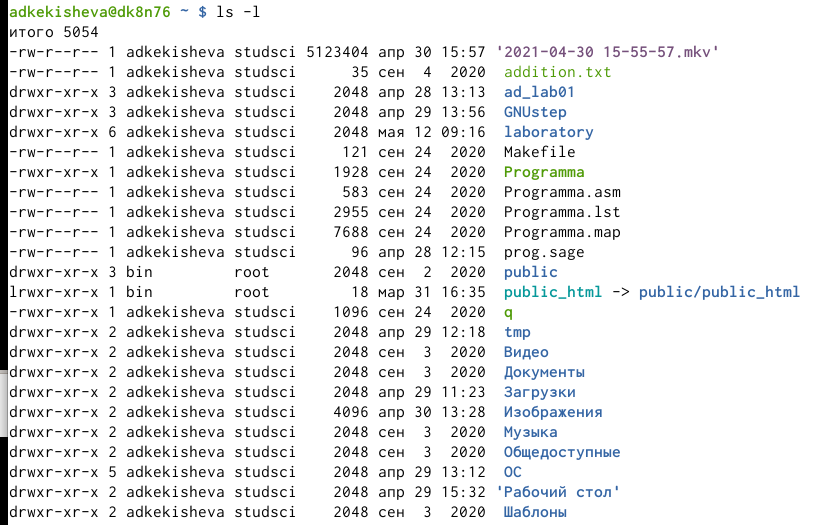 adkekisheva@dk8n76 ~ $ ls -l
итого 5054
-rw-r--r-- 1 adkekisheva studsci 5123404 апр 30 15:57 '2021-04-30 15-55-57.mkv'
-rw-r--r-- 1 adkekisheva studsci      35 сен  4  2020  addition.txt
drwxr-xr-x 3 adkekisheva studsci    2048 апр 28 13:13  ad_lab01
drwxr-xr-x 3 adkekisheva studsci    2048 апр 29 13:56  GNUstep
drwxr-xr-x 6 adkekisheva studsci    2048 мая 12 09:16  laboratory
-rw-r--r-- 1 adkekisheva studsci     121 сен 24  2020  Makefile
-rwxr-xr-x 1 adkekisheva studsci    1928 сен 24  2020  Programma
-rw-r--r-- 1 adkekisheva studsci     583 сен 24  2020  Programma.asm
-rw-r--r-- 1 adkekisheva studsci    2955 сен 24  2020  Programma.lst
-rw-r--r-- 1 adkekisheva studsci    7688 сен 24  2020  Programma.map
-rw-r--r-- 1 adkekisheva studsci      96 апр 28 12:15  prog.sage
drwxr-xr-x 3 bin         root       2048 сен  2  2020  public
lrwxr-xr-x 1 bin         root         18 мар 31 16:35  public_html -> public/public_html
-rwxr-xr-x 1 adkekisheva studsci    1096 сен 24  2020  q
drwxr-xr-x 2 adkekisheva studsci    2048 апр 29 12:18  tmp
drwxr-xr-x 2 adkekisheva studsci    2048 сен  3  2020  Видео
drwxr-xr-x 2 adkekisheva studsci    2048 сен  3  2020  Документы
drwxr-xr-x 2 adkekisheva studsci    2048 апр 29 11:23  Загрузки
drwxr-xr-x 2 adkekisheva studsci    4096 апр 30 13:28  Изображения
drwxr-xr-x 2 adkekisheva studsci    2048 сен  3  2020  Музыка
drwxr-xr-x 2 adkekisheva studsci    2048 сен  3  2020  Общедоступные
drwxr-xr-x 5 adkekisheva studsci    2048 апр 29 13:12  ОС
drwxr-xr-x 2 adkekisheva studsci    2048 апр 29 15:32 'Рабочий стол'
drwxr-xr-x 2 adkekisheva studsci    2048 сен  3  2020  Шаблоны